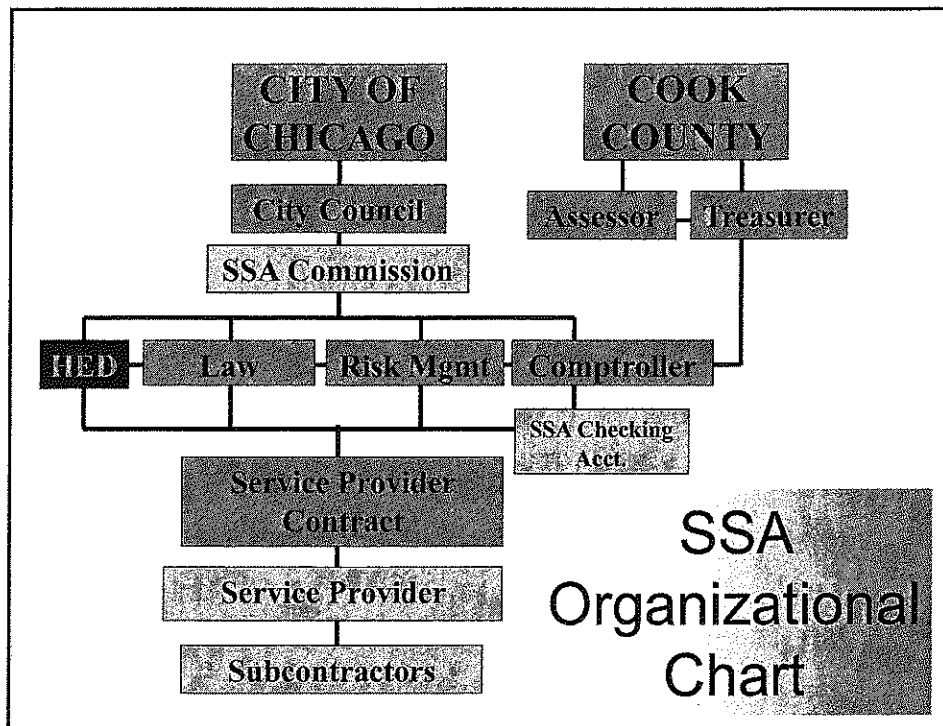 CITY OF
CHICAGO
COOK
COUNTY
City Council
Assessor
Treasurer
SSA Commission
HED
Law
Risk Mgmt
Comptroller
SSA Checking
Acct.
Service Provider
Contract
Service Provider
Subcontractors
SSA
Organizational
Chart